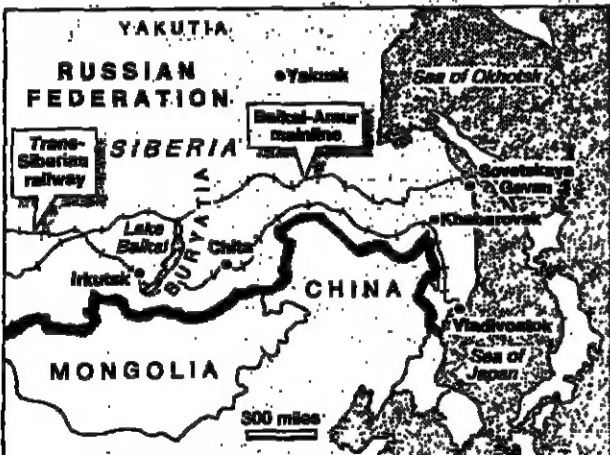 YAKUTIA
RUSSIAN
FEDERATION
Yakutsk
Sea of Okhotsk
Baikal-Amur
mainline
Trans-
Siberian
railway
SIBERIA
Sovetskaya
Gavan
Lake
Baikal
BURYATIA
Chita
Khabarovsk
Irkutsk
CHINA
Vladivostok
MONGOLIA
Sea of
Japan
300 miles